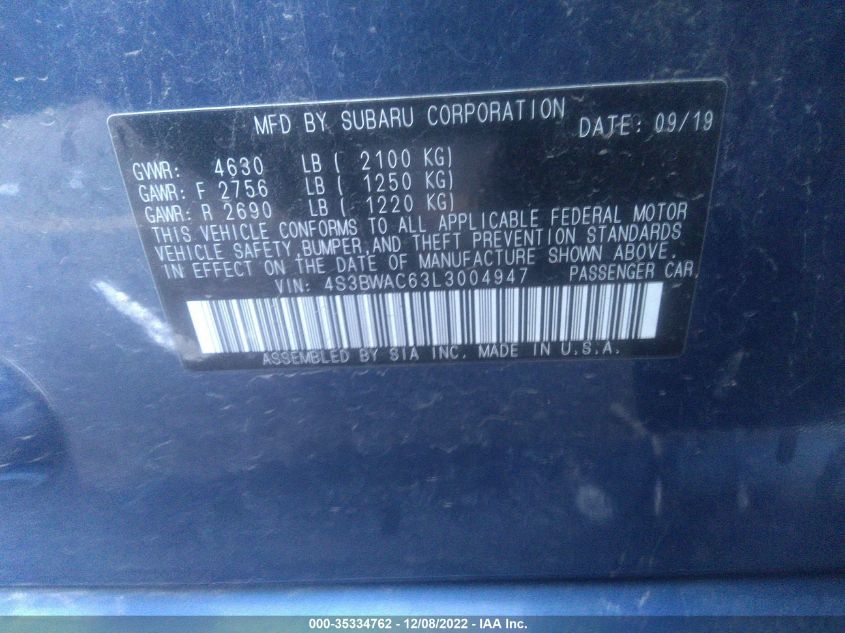 MFD BY SUBARU CORPORATION DATE: 09/19
GVWR: 4630 LB ( 2100 KG)
GAWR: F 2756 LB ( 1250 KG)
GAWR: R 2690 LB ( 1220 KG)
THIS VEHICLE CONFORMS TO ALL APPLICABLE FEDERAL MOTOR
VEHICLE SAFETY, BUMPER, AND THEFT PREVENTION STANDARDS
IN EFFECT ON THE DATE OF MANUFACTURE SHOWN ABOVE.
VIN: 4S3BWAC63L3004947 PASSENGER CAR
ASSEMBLED BY SIA INC. MADE IN U.S.A.
000-35334762 - 12/08/2022 - IAA Inc.